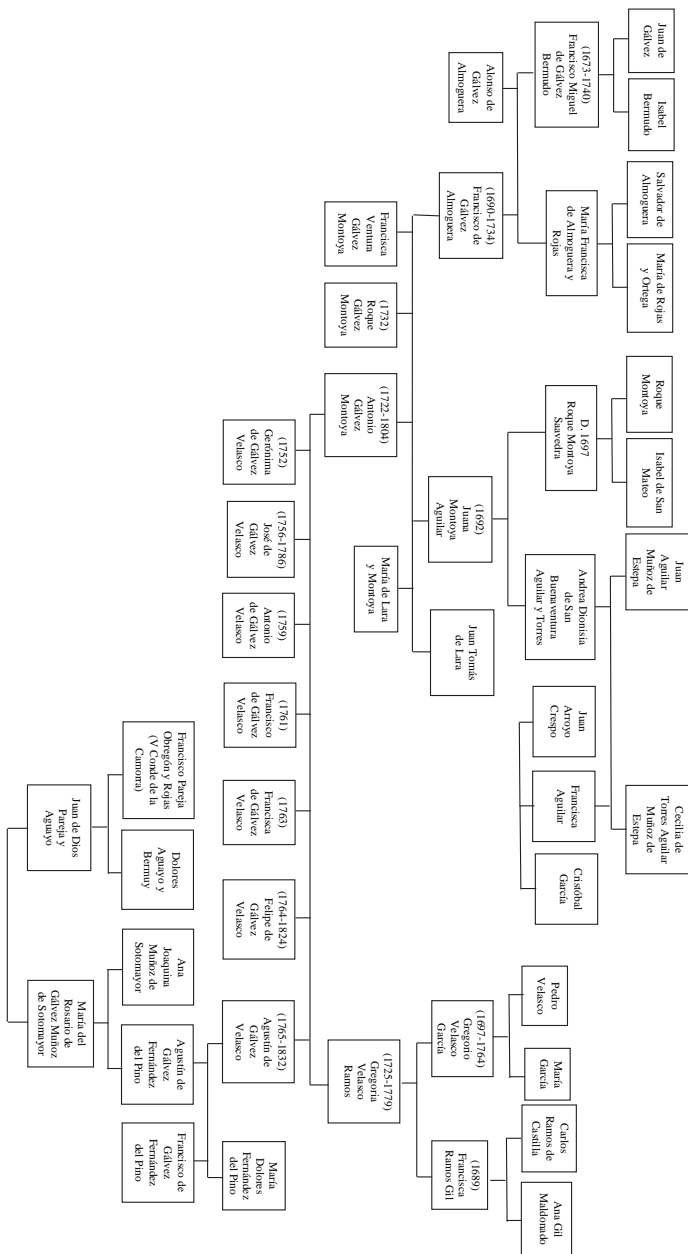 Juan de
Gálvez
Isabel
Bermudo
Salvador de
Almoguera
María de Rojas
y Ortega
Roque
Montoya
Isabel de San
Mateo
Juan
Aguilar
Muñoz de
Estepa
Cecilia de
Torres Aguilar
Muñoz de
Estepa
(1673-1740)
Francisco Miguel
de Gálvez
Bermudo
María Francisca
de Almoguera y
Rojas
D. 1697
Roque Montoya
Saavedra
Andrea Dionisia
de San
Buenaventura
Aguilar y Torres
Juan
Arroyo
Crespo
Francisca
Aguilar
Cristóbal
García
Pedro
Velasco
María
García
Carlos
Ramos de
Castilla
Ana Gil
Maldonado
Alonso de
Gálvez
Almoguera
(1690-1734)
Francisco de
Gálvez
Almoguera
(1692)
Juana
Montoya
Aguilar
Juan Tomás
de Lara
(1697-1764)
Gregorio
Velasco
García
(1689)
Francisca
Ramos Gil
Francisca
Ventura
Gálvez
Montoya
(1732)
Roque
Gálvez
Montoya
(1722-1804)
Antonio
Gálvez
Montoya
María de Lara
y Montoya
(1725-1779)
Gregoria
Velasco
Ramos
(1752)
Gerónima
de Gálvez
Velasco
(1756-1786)
José de
Gálvez
Velasco
(1759)
Antonio
de Gálvez
Velasco
(1761)
Francisco
de Gálvez
Velasco
(1763)
Francisca
de Gálvez
Velasco
(1764-1824)
Felipe de
Gálvez
Velasco
(1765-1832)
Agustín de
Gálvez
Velasco
María
Dolores
Fernández
del Pino
Francisco Pareja
Obregón y Rojas
(V Conde de la
Camorra)
Dolores
Aguayo y
Bermuy
Ana
Joaquina
Muñoz de
Sotomayor
Agustín de
Gálvez
Fernández
del Pino
Francisco de
Gálvez
Fernández
del Pino
Juan de Dios
Pareja y
Aguayo
María del
Rosario de
Gálvez Muñoz
de Sotomayor